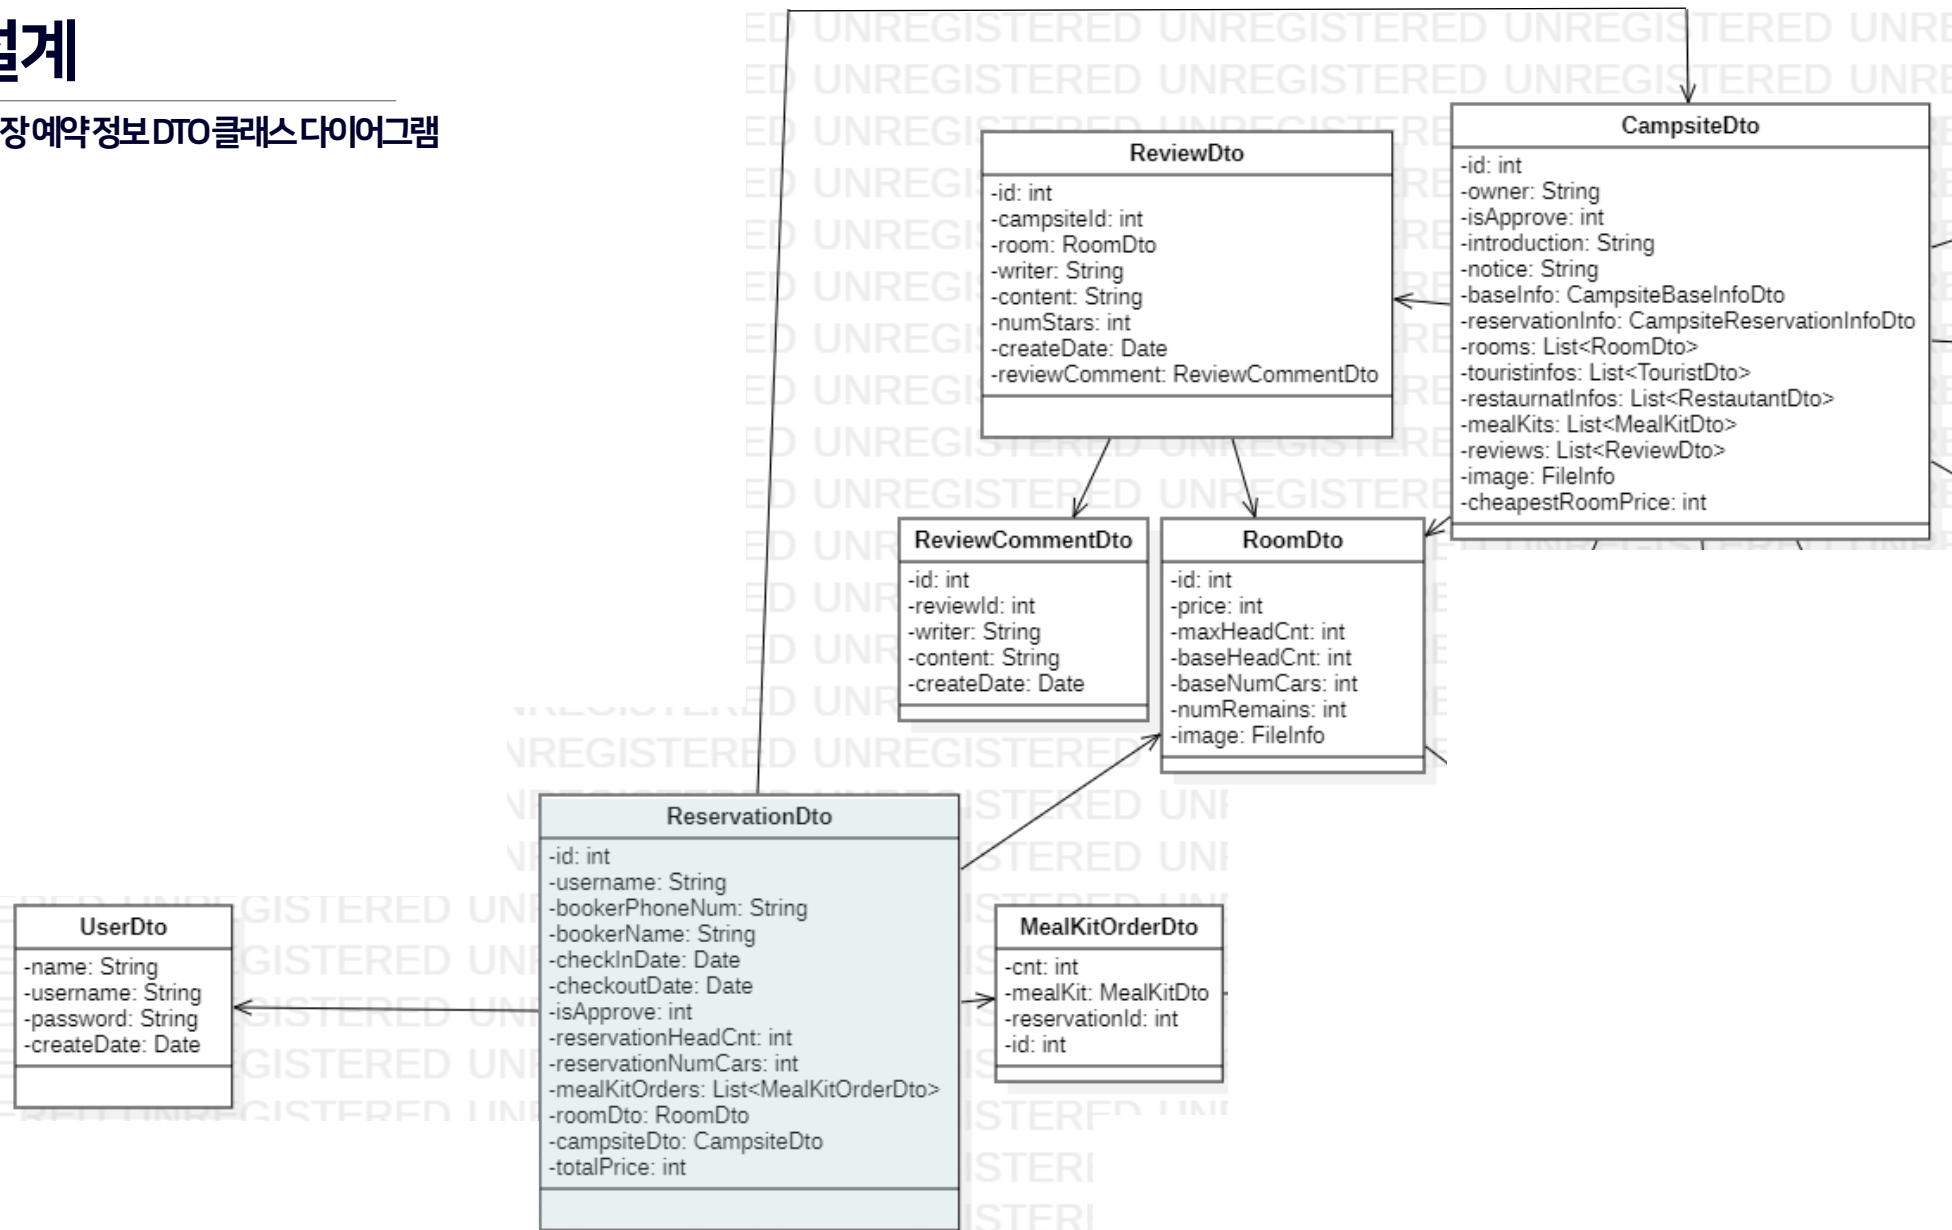 설계
장 예약 정보 DTO 클래스 다이어그램
CampsiteDto
-id: int
-owner: String
-isApprove: int
-introduction: String
-notice: String
-baseInfo: CampsiteBaseInfoDto
-reservationInfo: CampsiteReservationInfoDto
-rooms: List<RoomDto>
-touristinfos: List<TouristDto>
-restaurnatInfos: List<RestautantDto>
-mealKits: List<MealKitDto>
-reviews: List<ReviewDto>
-image: FileInfo
-cheapestRoomPrice: int
ReviewDto
-id: int
-campsiteId: int
-room: RoomDto
-writer: String
-content: String
-numStars: int
-createDate: Date
-reviewComment: ReviewCommentDto
ReviewCommentDto
-id: int
-reviewId: int
-writer: String
-content: String
-createDate: Date
RoomDto
-id: int
-price: int
-maxHeadCnt: int
-baseHeadCnt: int
-baseNumCars: int
-numRemains: int
-image: FileInfo
ReservationDto
-id: int
-username: String
-bookerPhoneNum: String
-bookerName: String
-checkInDate: Date
-checkoutDate: Date
-isApprove: int
-reservationHeadCnt: int
-reservationNumCars: int
-mealKitOrders: List<MealKitOrderDto>
-roomDto: RoomDto
-campsiteDto: CampsiteDto
-totalPrice: int
UserDto
-name: String
-username: String
-password: String
-createDate: Date
MealKitOrderDto
-cnt: int
-mealKit: MealKitDto
-reservationId: int
-id: int